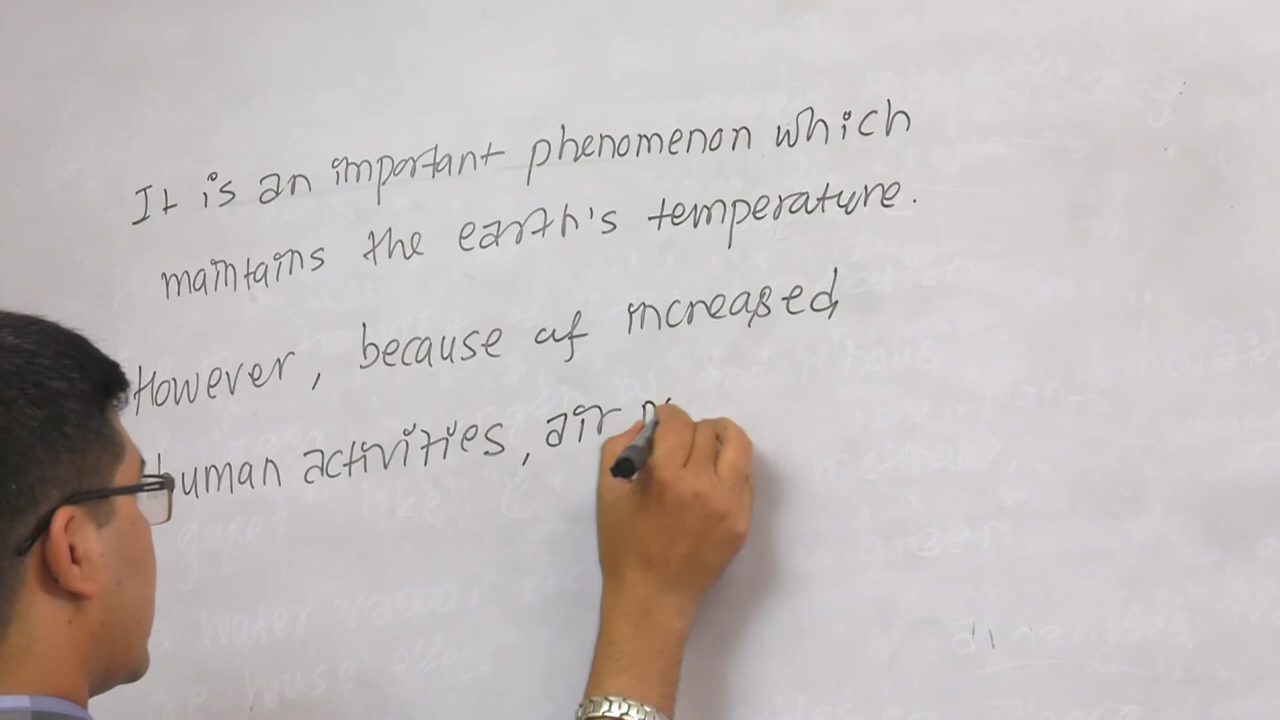 It is an important phenomenon which
maintains the earth's temperature.
However, because of increased
human activities, air